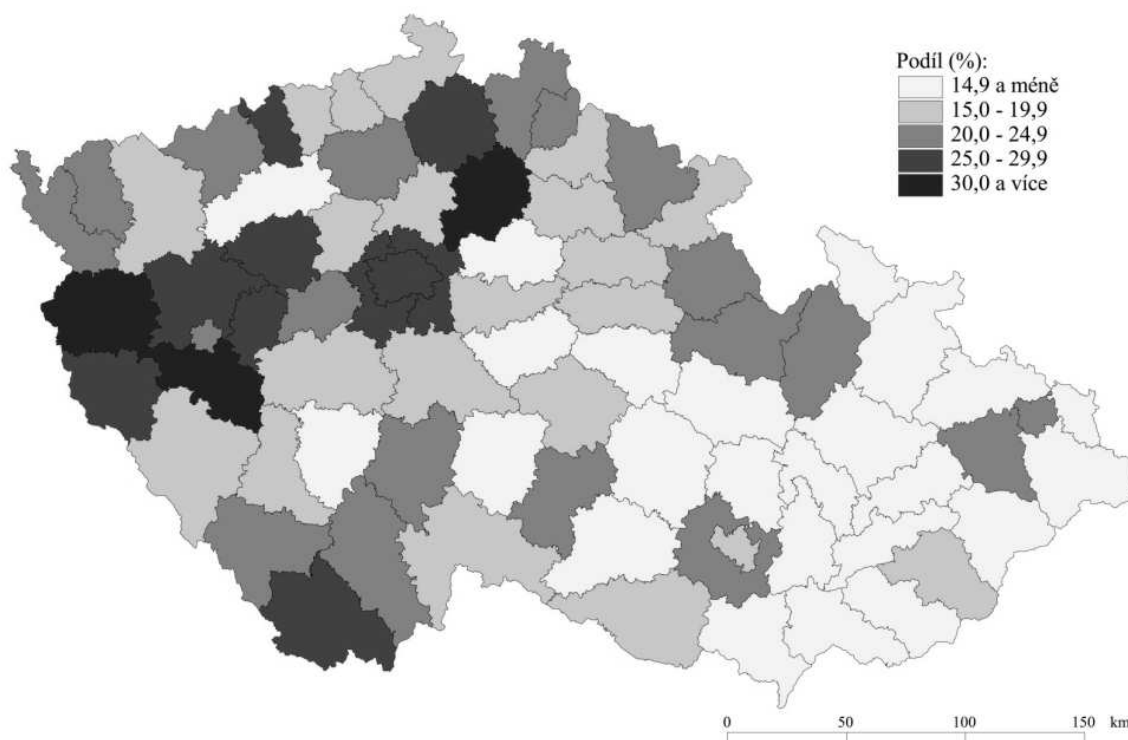 Podíl (%):
14,9 a méně
15,0 - 19,9
20,0 - 24,9
25,0 - 29,9
30,0 a více
0 50 100 150 km